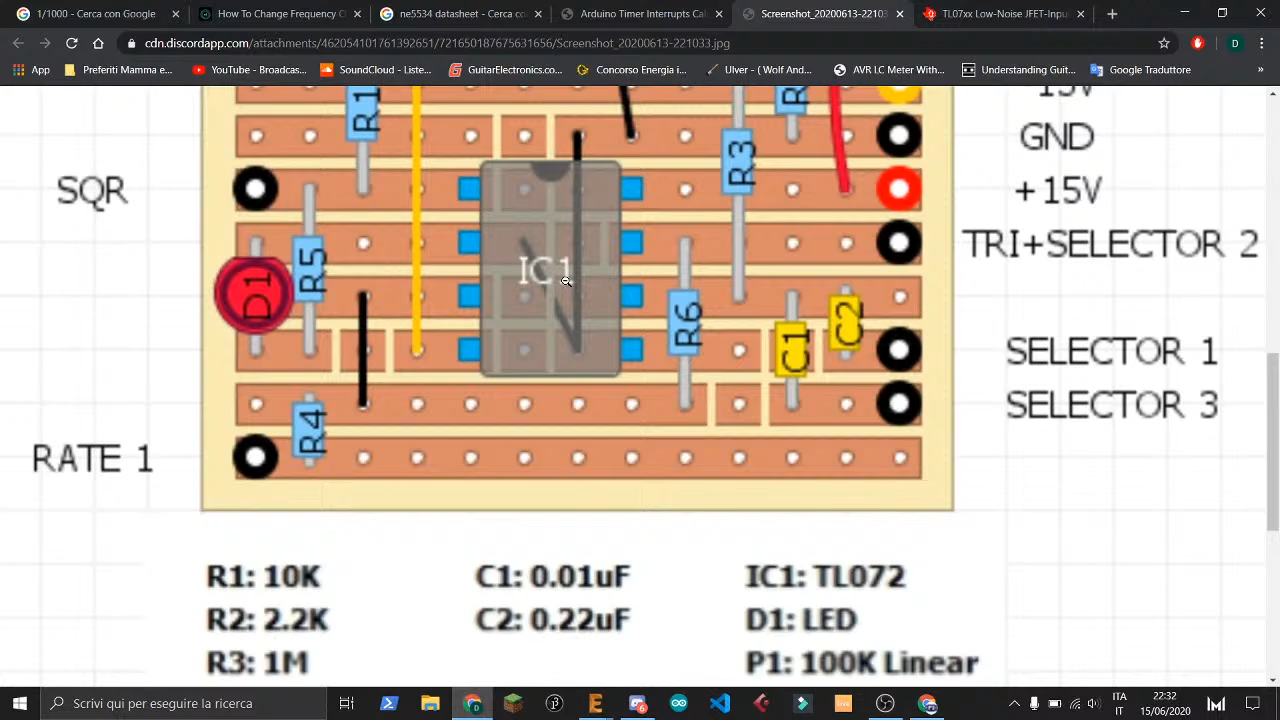 1/1000 - Cerca con Google
How To Change Frequency C
ne5534 datasheet - Cerca co
Arduino Timer Interrupts Cal
Screenshot_20200613-22103
TL07xx Low-Noise JFET-Inpu
cdn.discordapp.com/attachments/462054101761392651/721650187675631656/Screenshot_20200613-221033.jpg
D
App
Preferiti Mamma e...
YouTube - Broadcas...
SoundCloud - Liste...
GuitarElectronics.co...
Concorso Energia i...
Ulver - ( Wolf And...
AVR LC Meter With...
Understanding Guit...
Google Traduttore
»
R1
R
15V
GND
R3
SQR
+15V
TRI+SELECTOR 2
IC1
R5
D1
R6
C1
C2
SELECTOR 1
SELECTOR 3
R4
RATE 1
R1: 10K
C1: 0.01uF
IC1: TL072
R2: 2.2K
C2: 0.22uF
D1: LED
R3: 1M
P1: 100K Linear
Scrivi qui per eseguire la ricerca
ITA
IT
22:32
15/06/2020